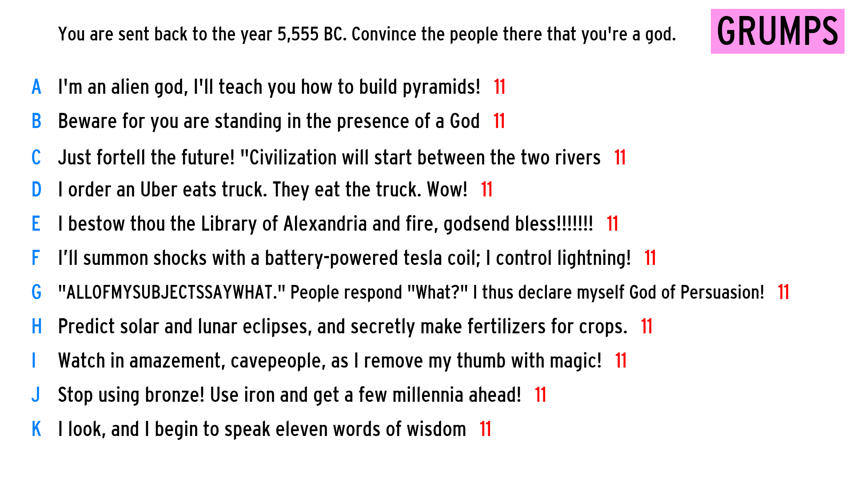 You are sent back to the year 5,555 BC. Convince the people there that you're a god.
GRUMPS
A I'm an alien god, I'll teach you how to build pyramids! 11
B Beware for you are standing in the presence of a God 11
C Just fortell the future! "Civilization will start between the two rivers 11
D I order an Uber eats truck. They eat the truck. Wow! 11
E I bestow thou the Library of Alexandria and fire, godsend bless!!!!!!! 11
F I’ll summon shocks with a battery-powered tesla coil; I control lightning! 11
G "ALLOFMYSUBJECTSSAYWHAT." People respond "What?" I thus declare myself God of Persuasion! 11
H Predict solar and lunar eclipses, and secretly make fertilizers for crops. 11
I Watch in amazement, cavepeople, as I remove my thumb with magic! 11
J Stop using bronze! Use iron and get a few millennia ahead! 11
K I look, and I begin to speak eleven words of wisdom 11